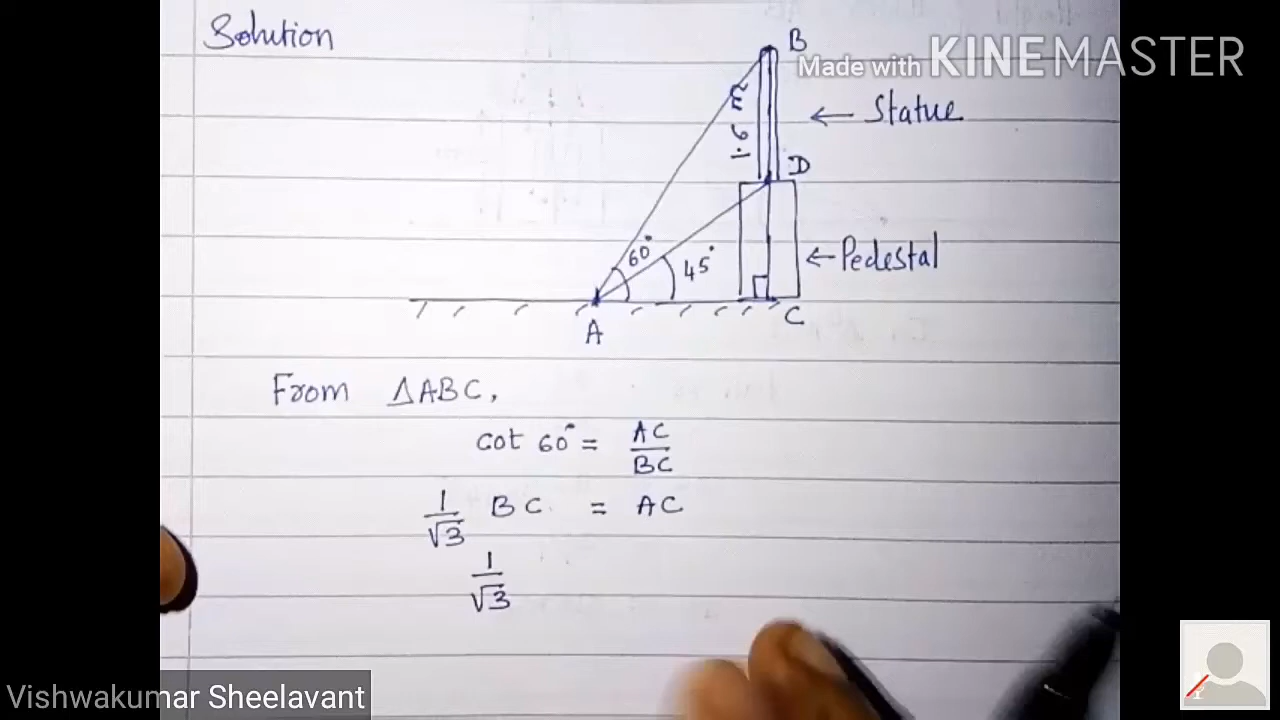 Solution
B
Made with KINEMASTER
1.6 m
← Statue
D
60°
45°
← Pedestal
A
C
From ΔABC,
cot 60° = AC/BC
1/√3 BC = AC
1/√3
Vishwakumar Sheelavant